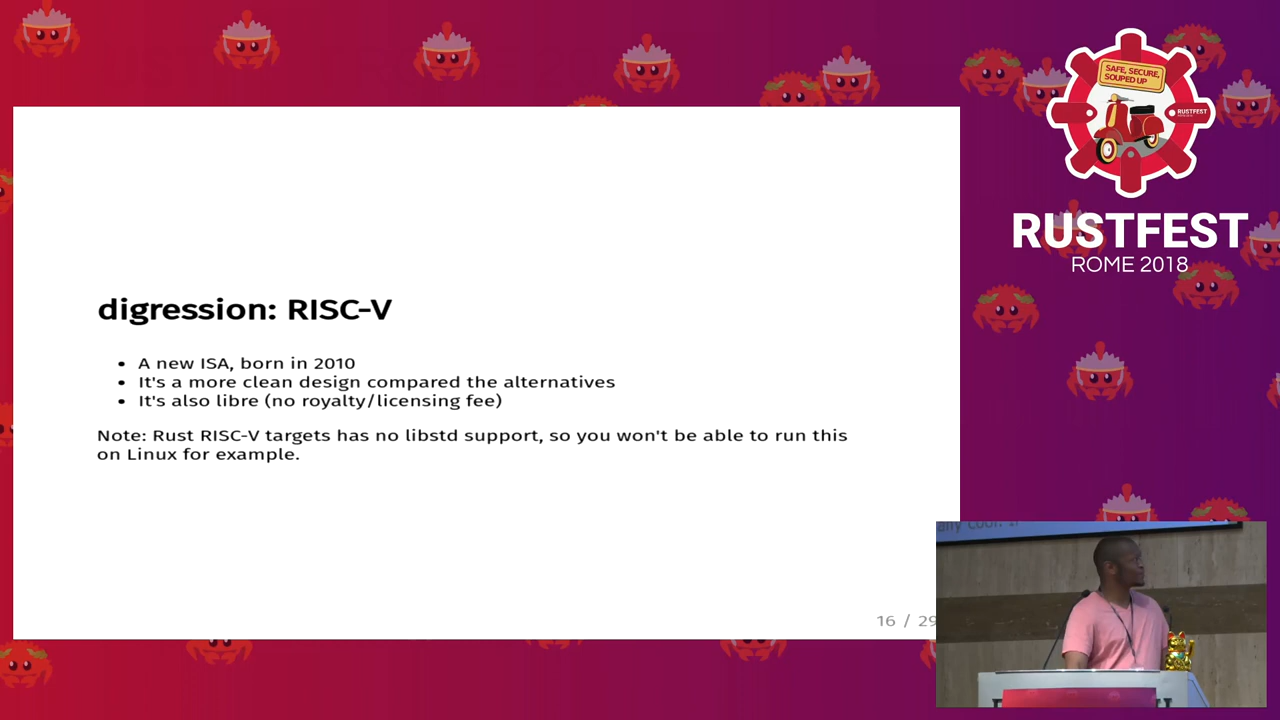 SAFE, SECURE,
SOUPED UP
RUSTFEST
RUSTFEST
ROME 2018
digression: RISC-V
• A new ISA, born in 2010
• It's a more clean design compared the alternatives
• It's also libre (no royalty/licensing fee)
Note: Rust RISC-V targets has no libstd support, so you won't be able to run this
on Linux for example.
16 / 29